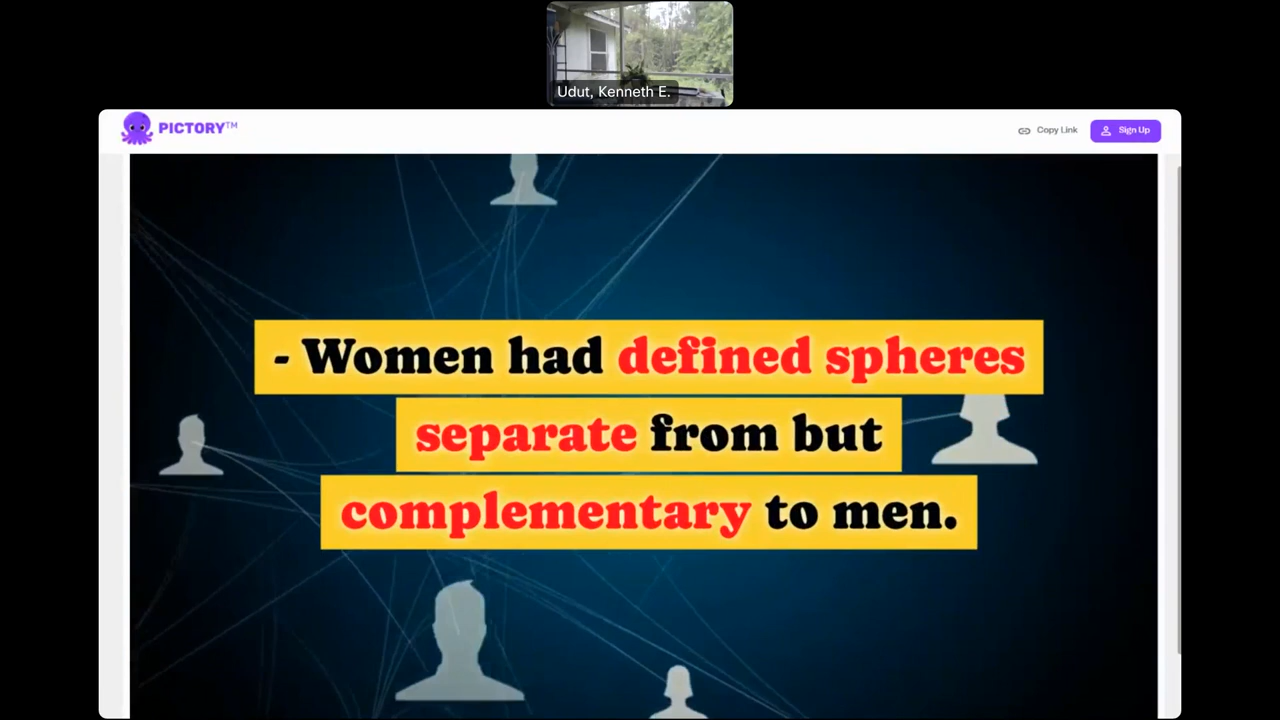 Udut, Kenneth E.
PICTORY™
Copy Link
Sign Up
- Women had defined spheres
separate from but
complementary to men.